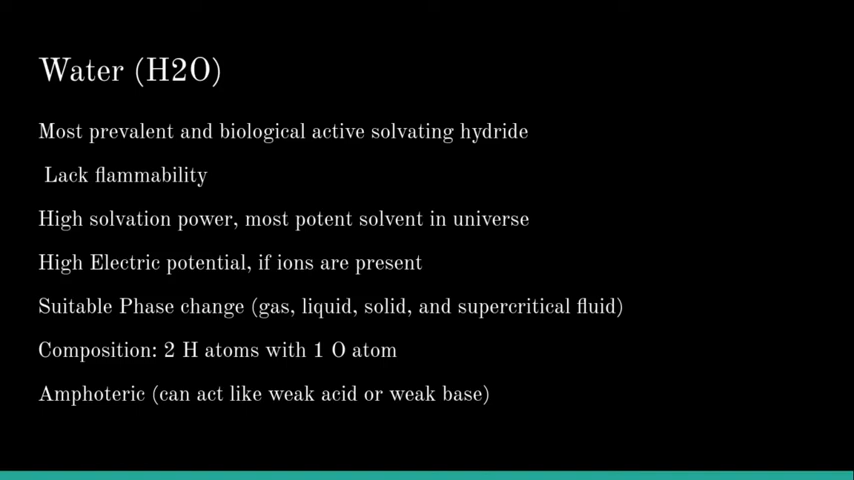 Water (H2O)
Most prevalent and biological active solvating hydride
Lack flammability
High solvation power, most potent solvent in universe
High Electric potential, if ions are present
Suitable Phase change (gas, liquid, solid, and supercritical fluid)
Composition: 2 H atoms with 1 O atom
Amphoteric (can act like weak acid or weak base)